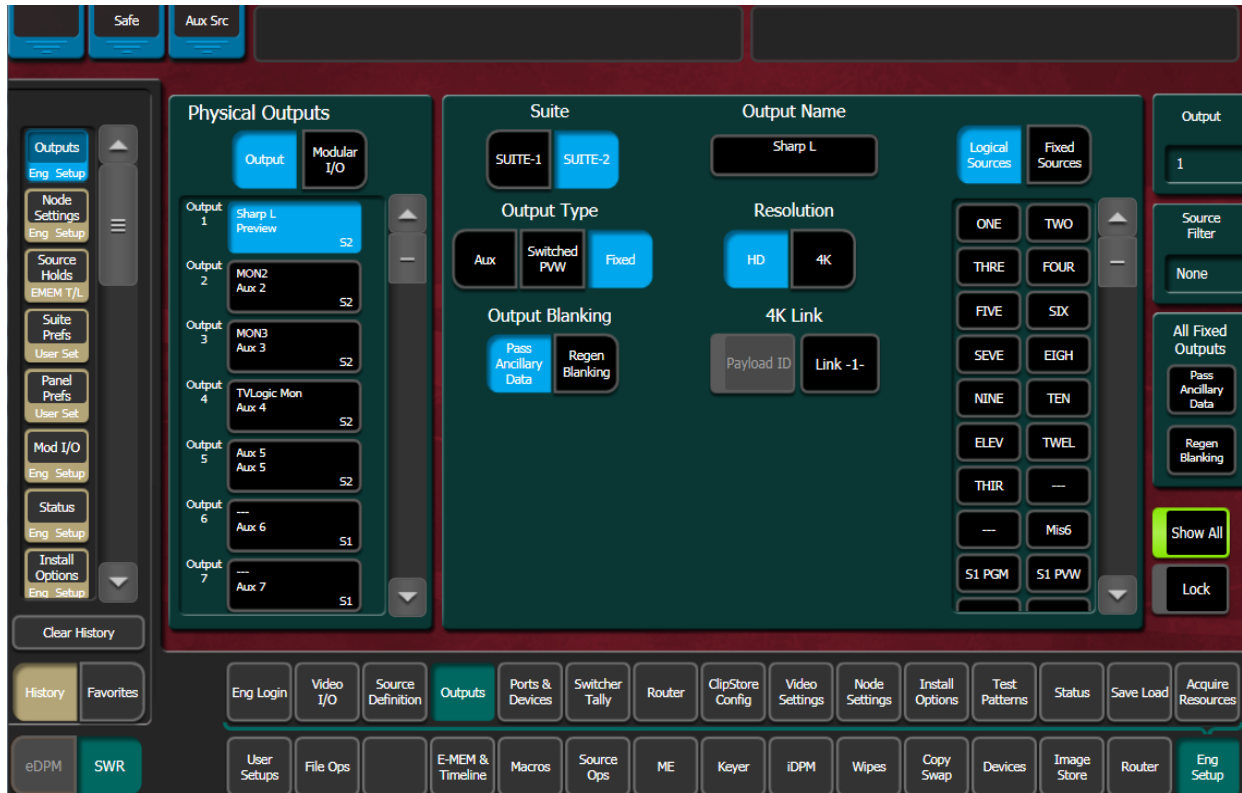 Safe
Aux Src
Outputs
Eng Setup
Node
Settings
Eng Setup
Source
Holds
EMEM T/L
Suite
Prefs
User Set
Panel
Prefs
User Set
Mod I/O
Eng Setup
Status
Eng Setup
Install
Options
Eng Setup
Clear History
History
Favorites
eDPM
SWR
Physical Outputs
Output
Modular
I/O
Output
1
Sharp L
Preview
S2
Output
2
MON2
Aux 2
S2
Output
3
MON3
Aux 3
S2
Output
4
TVLogic Mon
Aux 4
S2
Output
5
Aux 5
Aux 5
S2
Output
6
---
Aux 6
S1
Output
7
---
Aux 7
S1
Suite
SUITE-1
SUITE-2
Output Type
Aux
Switched
PVW
Fixed
Output Blanking
Pass
Ancillary
Data
Regen
Blanking
Output Name
Sharp L
Resolution
HD
4K
4K Link
Payload ID
Link -1-
Logical
Sources
Fixed
Sources
ONE
TWO
THRE
FOUR
FIVE
SIX
SEVE
EIGH
NINE
TEN
ELEV
TWEL
THIR
---
---
Mis6
S1 PGM
S1 PVW
Output
1
Source
Filter
None
All Fixed
Outputs
Pass
Ancillary
Data
Regen
Blanking
Show All
Lock
Eng Login
Video
I/O
Source
Definition
Outputs
Ports &
Devices
Switcher
Tally
Router
ClipStore
Config
Video
Settings
Node
Settings
Install
Options
Test
Patterns
Status
Save Load
Acquire
Resources
User
Setups
File Ops
E-MEM &
Timeline
Macros
Source
Ops
ME
Keyer
iDPM
Wipes
Copy
Swap
Devices
Image
Store
Router
Eng
Setup